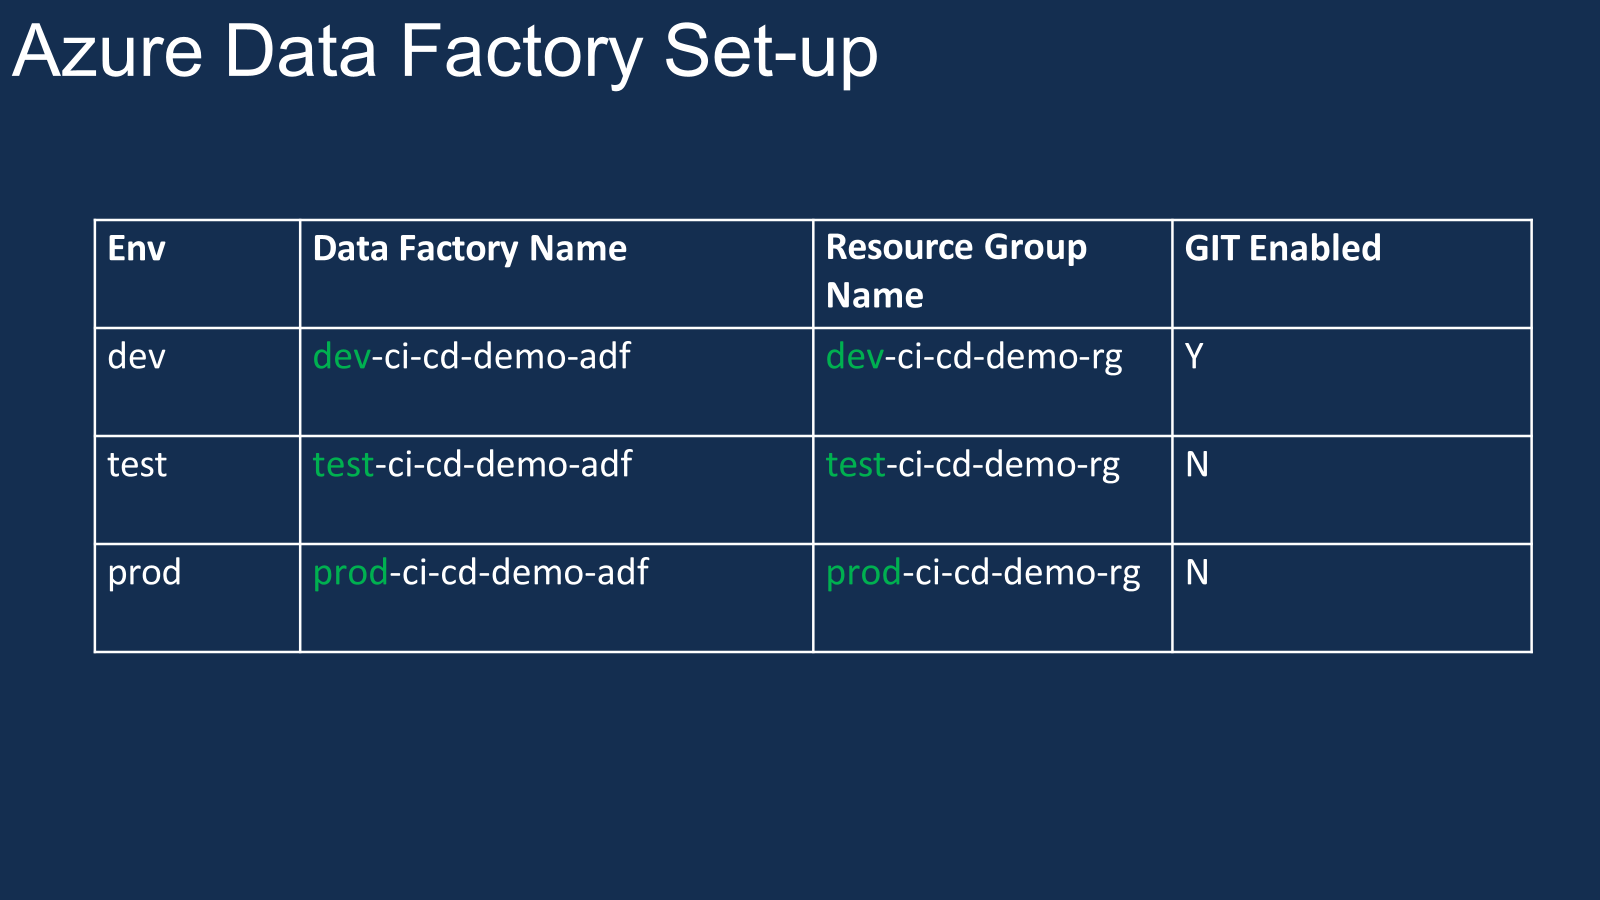 Azure Data Factory Set-up
Env
Data Factory Name
Resource Group
Name
GIT Enabled
dev
dev-ci-cd-demo-adf
dev-ci-cd-demo-rg
Y
test
test-ci-cd-demo-adf
test-ci-cd-demo-rg
N
prod
prod-ci-cd-demo-adf
prod-ci-cd-demo-rg
N